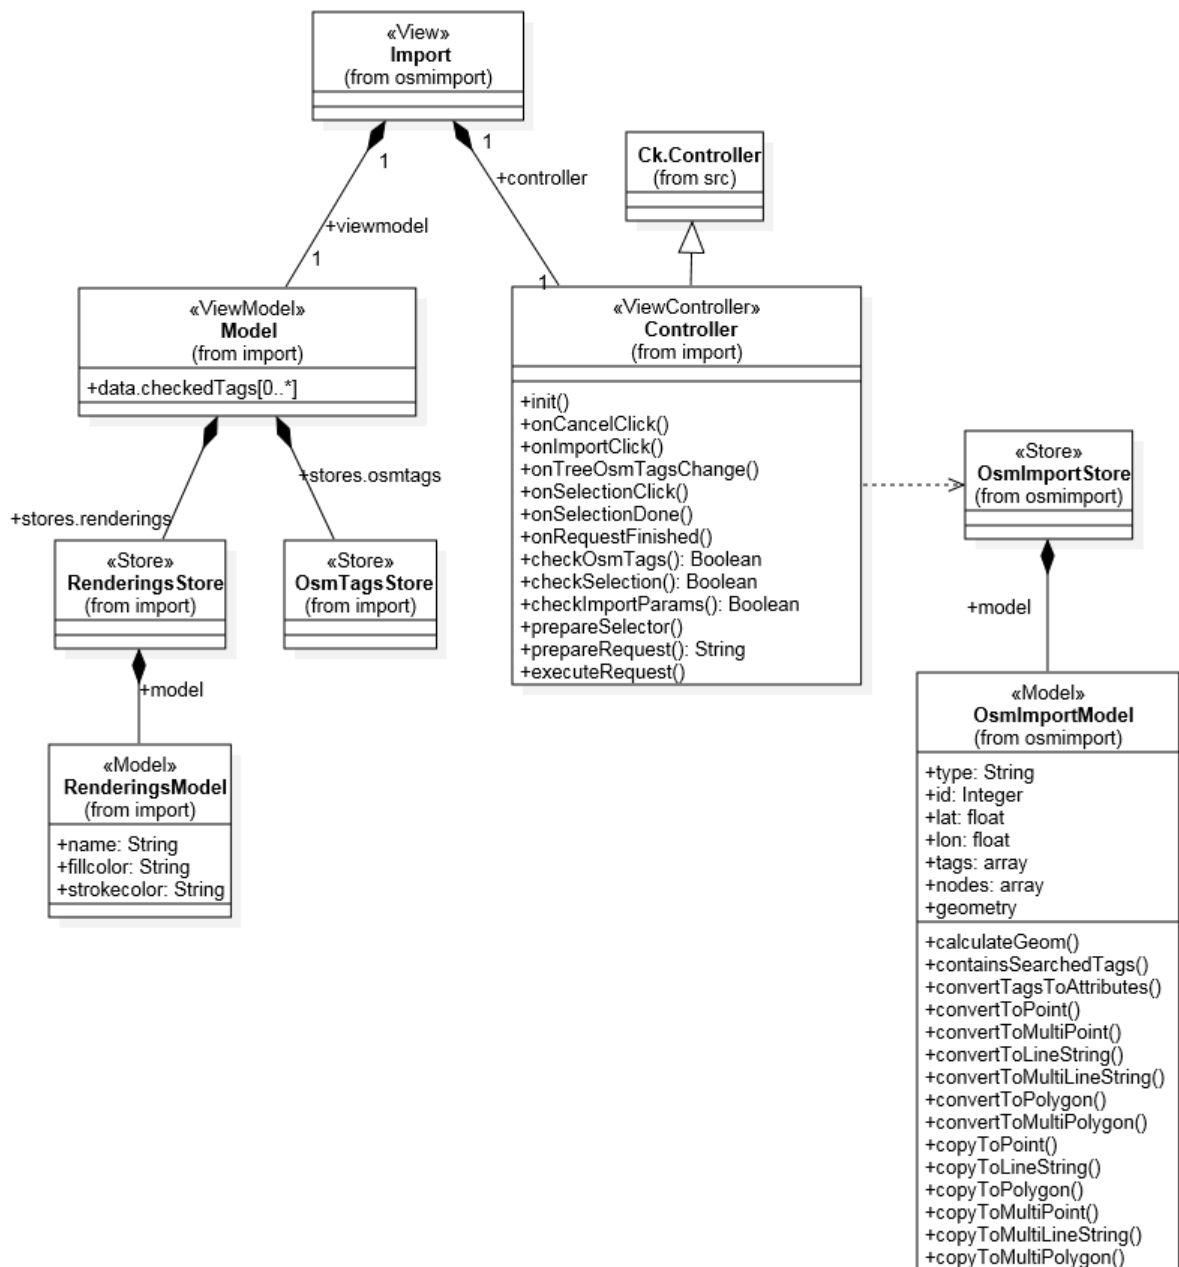 «View»
Import
(from osmimport)
1
1
+controller
+viewmodel
1
1
Ck.Controller
(from src)
«ViewModel»
Model
(from import)
+data.checkedTags[0..*]
«ViewController»
Controller
(from import)
+init()
+onCancelClick()
+onImportClick()
+onTreeOsmTagsChange()
+onSelectionClick()
+onSelectionDone()
+onRequestFinished()
+checkOsmTags(): Boolean
+checkSelection(): Boolean
+checkImportParams(): Boolean
+prepareSelector()
+prepareRequest(): String
+executeRequest()
+stores.osmtags
+stores.renderings
«Store»
RenderingsStore
(from import)
«Store»
OsmTagsStore
(from import)
+model
«Model»
RenderingsModel
(from import)
+name: String
+fillcolor: String
+strokecolor: String
«Store»
OsmImportStore
(from osmimport)
+model
«Model»
OsmImportModel
(from osmimport)
+type: String
+id: Integer
+lat: float
+lon: float
+tags: array
+nodes: array
+geometry
+calculateGeom()
+containsSearchedTags()
+convertTagsToAttributes()
+convertToPoint()
+convertToMultiPoint()
+convertToLineString()
+convertToMultiLineString()
+convertToPolygon()
+convertToMultiPolygon()
+copyToPoint()
+copyToLineString()
+copyToPolygon()
+copyToMultiPoint()
+copyToMultiLineString()
+copyToMultiPolygon()